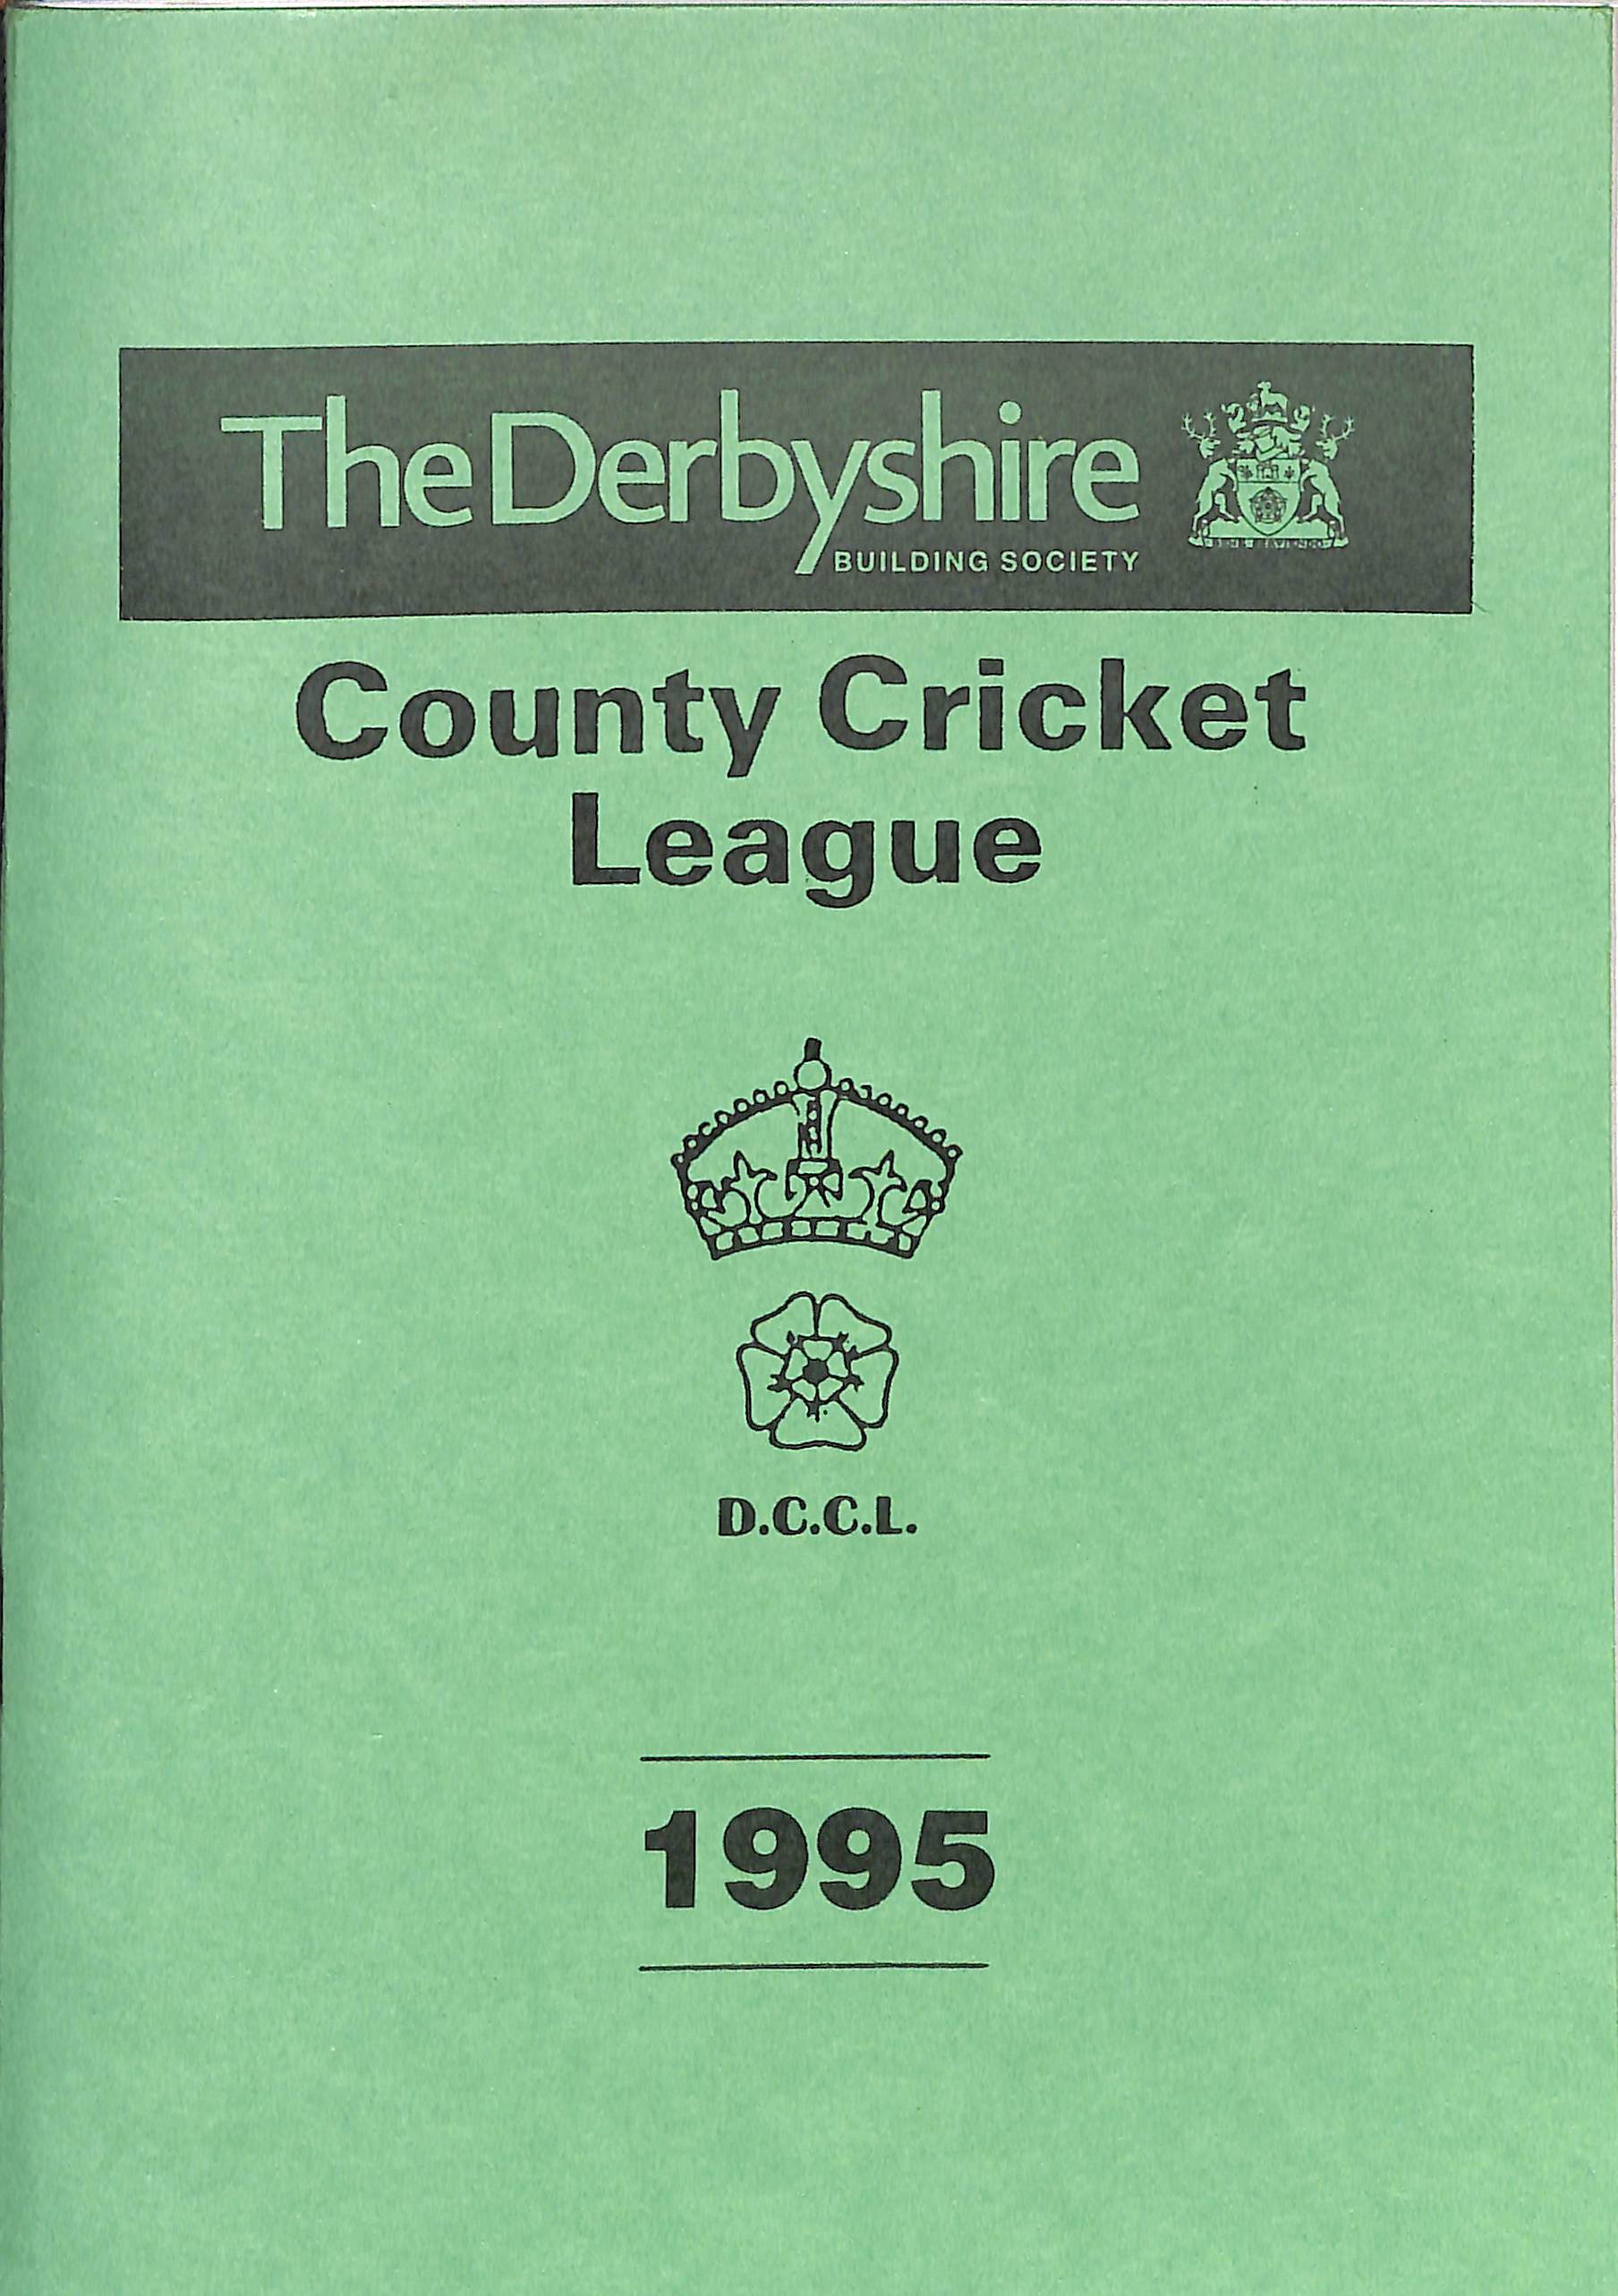 The Derbyshire
BUILDING SOCIETY
County Cricket
League
D.C.C.L.
1995